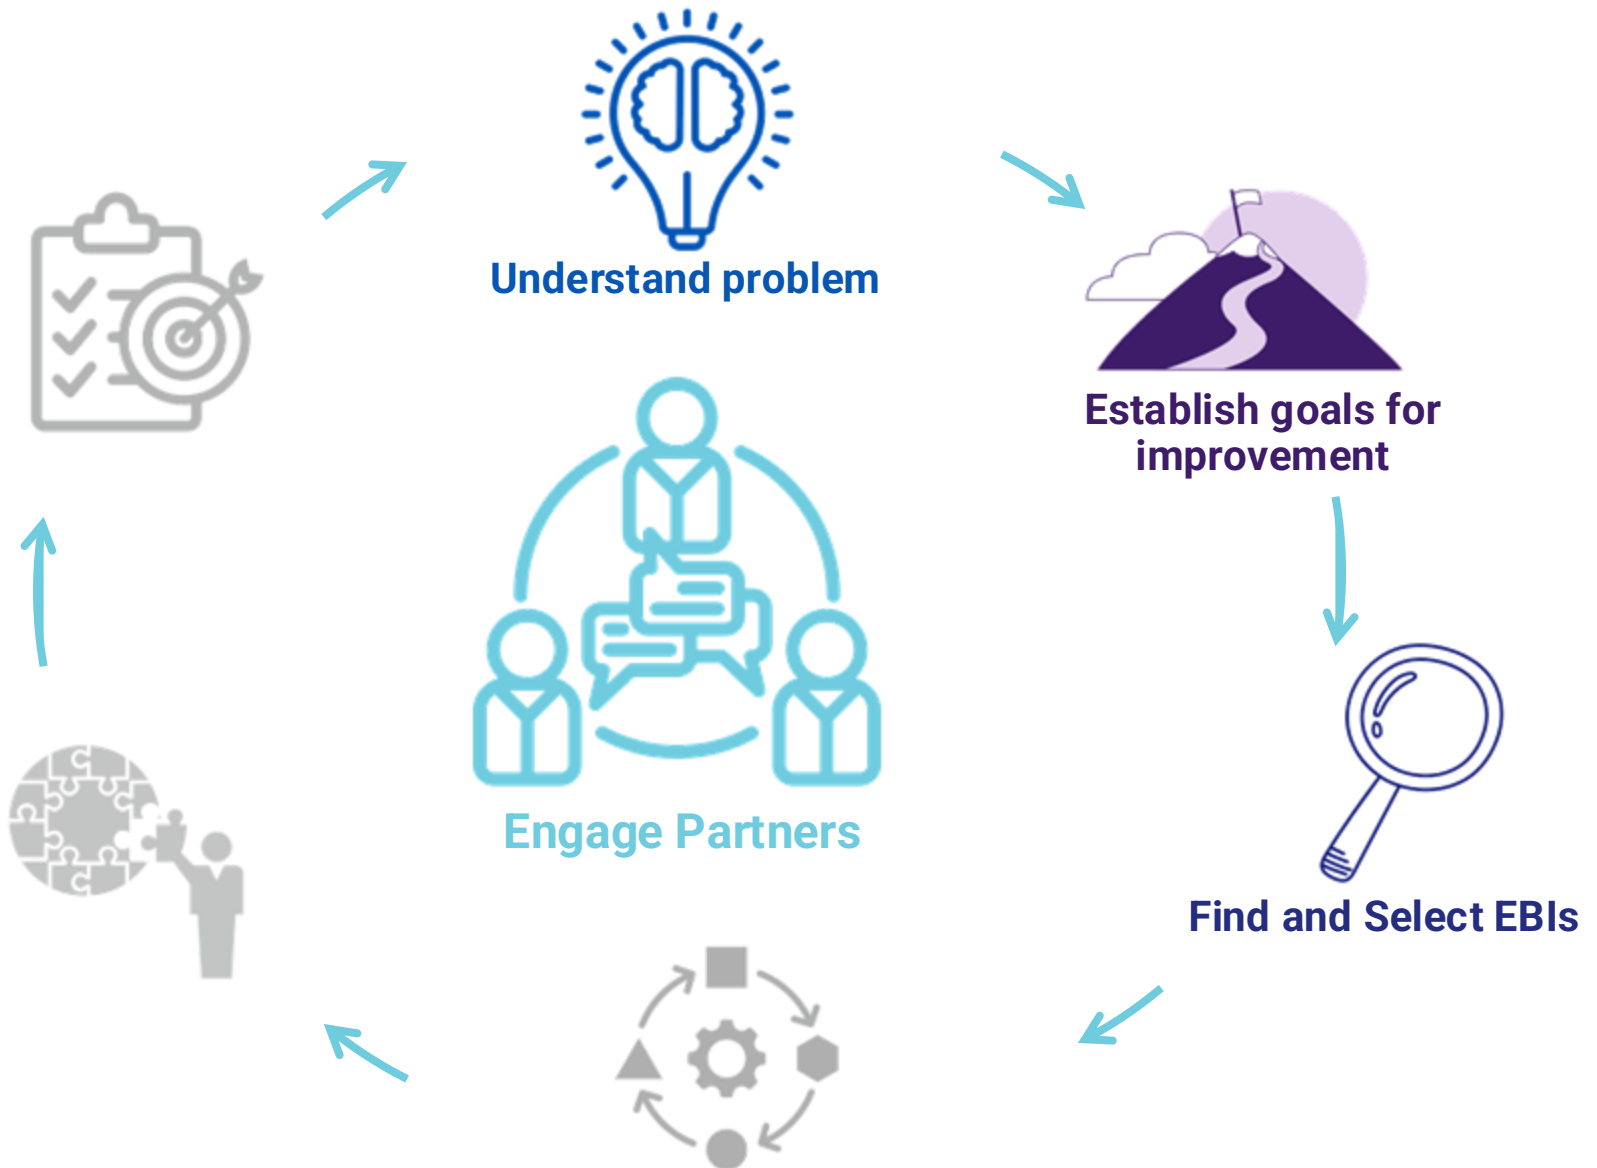 Understand problem
Establish goals for
improvement
Engage Partners
Find and Select EBIs